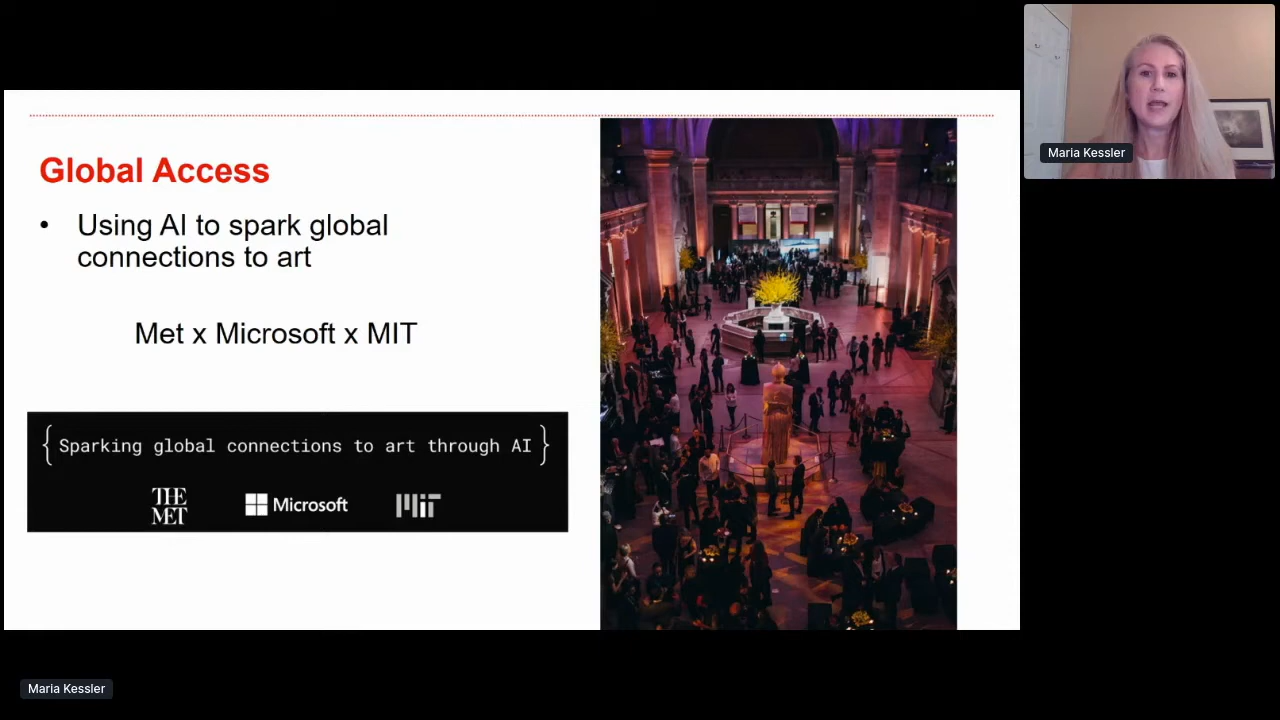 Global Access
• Using AI to spark global
connections to art
Met x Microsoft x MIT
{Sparking global connections to art through AI}
THE
MET
Microsoft
MIT
Maria Kessler
Maria Kessler